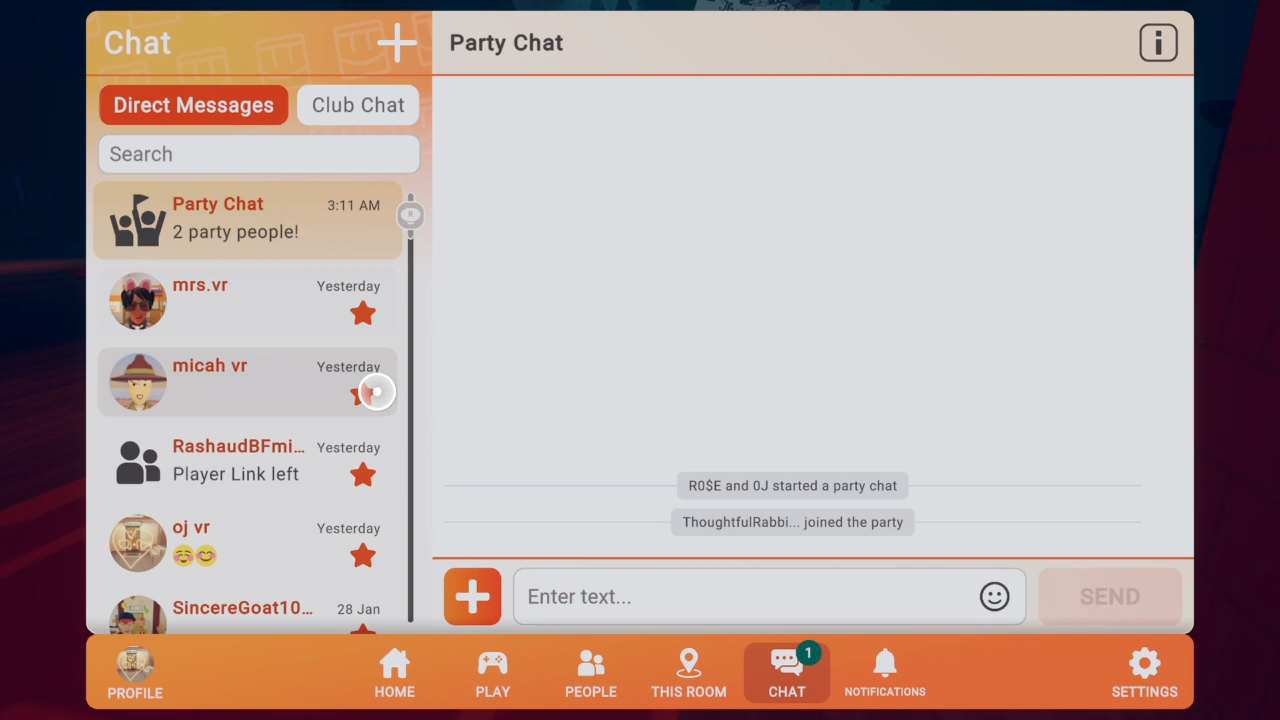 Chat
Party Chat
Direct Messages
Club Chat
Search
Party Chat
3:11 AM
2 party people!
mrs.vr
Yesterday
micah vr
Yesterday
RashaudBFmi...
Yesterday
Player Link left
oj vr
Yesterday
😊😊
SincereGoat10...
28 Jan
R0$E and 0J started a party chat
ThoughtfulRabbi... joined the party
Enter text...
SEND
PROFILE
HOME
PLAY
PEOPLE
THIS ROOM
1
CHAT
NOTIFICATIONS
SETTINGS